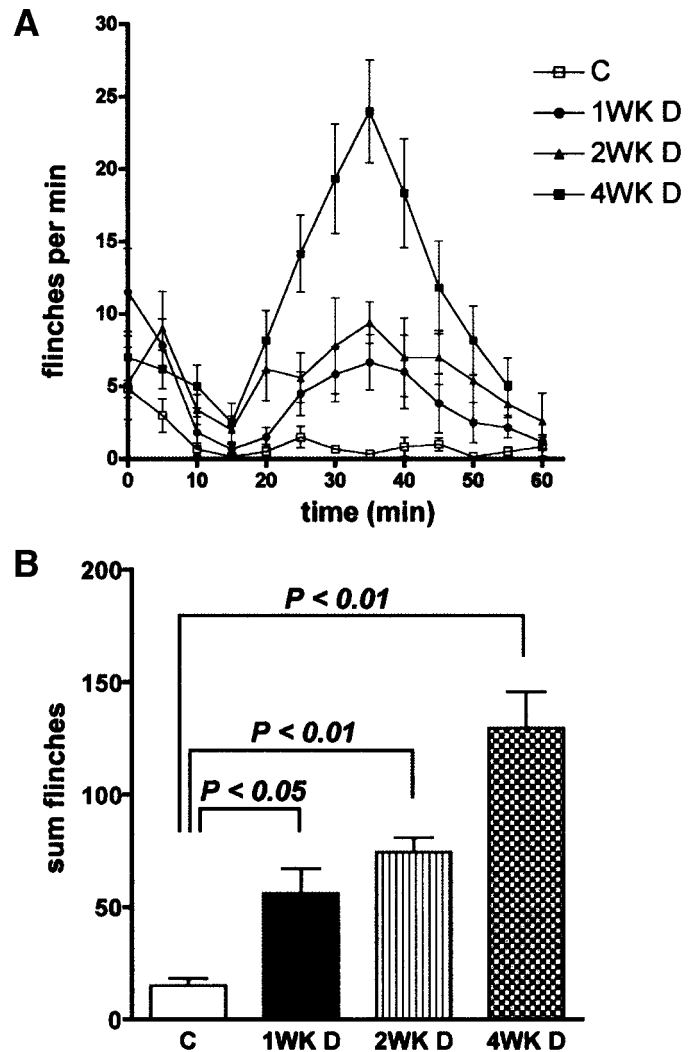 A
30
25
20
15
10
5
0
flinches per min
0 10 20 30 40 50 60
time (min)
C
1WK D
2WK D
4WK D
B
200
150
100
50
0
sum flinches
P < 0.01
P < 0.01
P < 0.05
C 1WK D 2WK D 4WK D